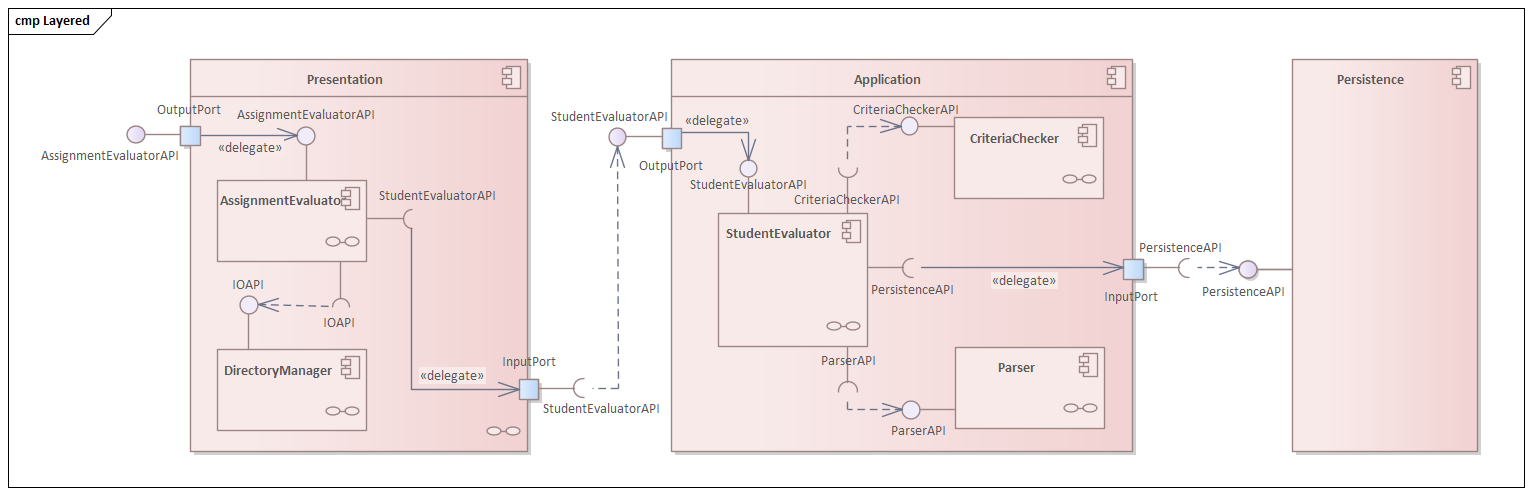 cmp Layered
Presentation
Application
Persistence
OutputPort
AssignmentEvaluatorAPI
StudentEvaluatorAPI
CriteriaCheckerAPI
«delegate»
AssignmentEvaluatorAPI
«delegate»
OutputPort
CriteriaChecker
StudentEvaluatorAPI
StudentEvaluatorAPI
AssignmentEvaluato
CriteriaCheckerAPI
StudentEvaluator
PersistenceAPI
IOAPI
«delegate»
PersistenceAPI
PersistenceAPI
InputPort
IOAPI
InputPort
ParserAPI
DirectoryManager
«delegate»
Parser
StudentEvaluatorAPI
ParserAPI